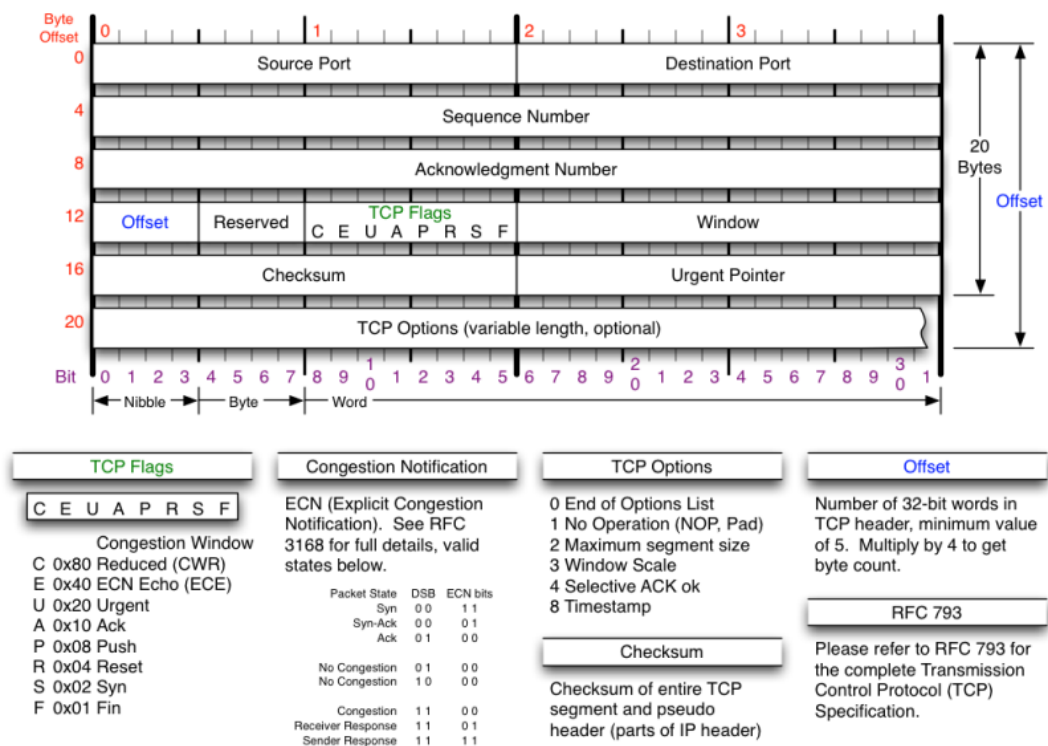 Byte
Offset
0 1 2 3
0 Source Port Destination Port
4 Sequence Number
8 Acknowledgment Number
20
Bytes
Offset
12 Offset Reserved TCP Flags Window
C E U A P R S F
16 Checksum Urgent Pointer
20 TCP Options (variable length, optional)
Bit 0 1 2 3 4 5 6 7 8 9 10 1 2 3 4 5 6 7 8 9 20 1 2 3 4 5 6 7 8 9 30 1
Nibble Byte Word
TCP Flags
C E U A P R S F
Congestion Window
C 0x80 Reduced (CWR)
E 0x40 ECN Echo (ECE)
U 0x20 Urgent
A 0x10 Ack
P 0x08 Push
R 0x04 Reset
S 0x02 Syn
F 0x01 Fin
Congestion Notification
ECN (Explicit Congestion
Notification). See RFC
3168 for full details, valid
states below.
Packet State DSB ECN bits
Syn 0 0 1 1
Syn-Ack 0 0 0 1
Ack 0 1 0 0
No Congestion 0 1 0 0
No Congestion 1 0 0 0
Congestion 1 1 0 0
Receiver Response 1 1 0 1
Sender Response 1 1 1 1
TCP Options
0 End of Options List
1 No Operation (NOP, Pad)
2 Maximum segment size
3 Window Scale
4 Selective ACK ok
8 Timestamp
Checksum
Checksum of entire TCP
segment and pseudo
header (parts of IP header)
Offset
Number of 32-bit words in
TCP header, minimum value
of 5. Multiply by 4 to get
byte count.
RFC 793
Please refer to RFC 793 for
the complete Transmission
Control Protocol (TCP)
Specification.